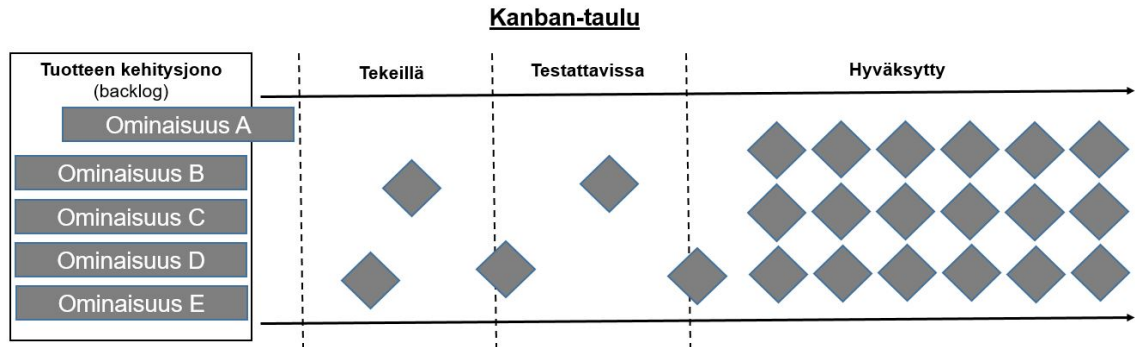 Kanban-taulu
Tuotteen kehitysjono
(backlog)
Tekeillä
Testattavissa
Hyväksytty
Ominaisuus A
Ominaisuus B
Ominaisuus C
Ominaisuus D
Ominaisuus E